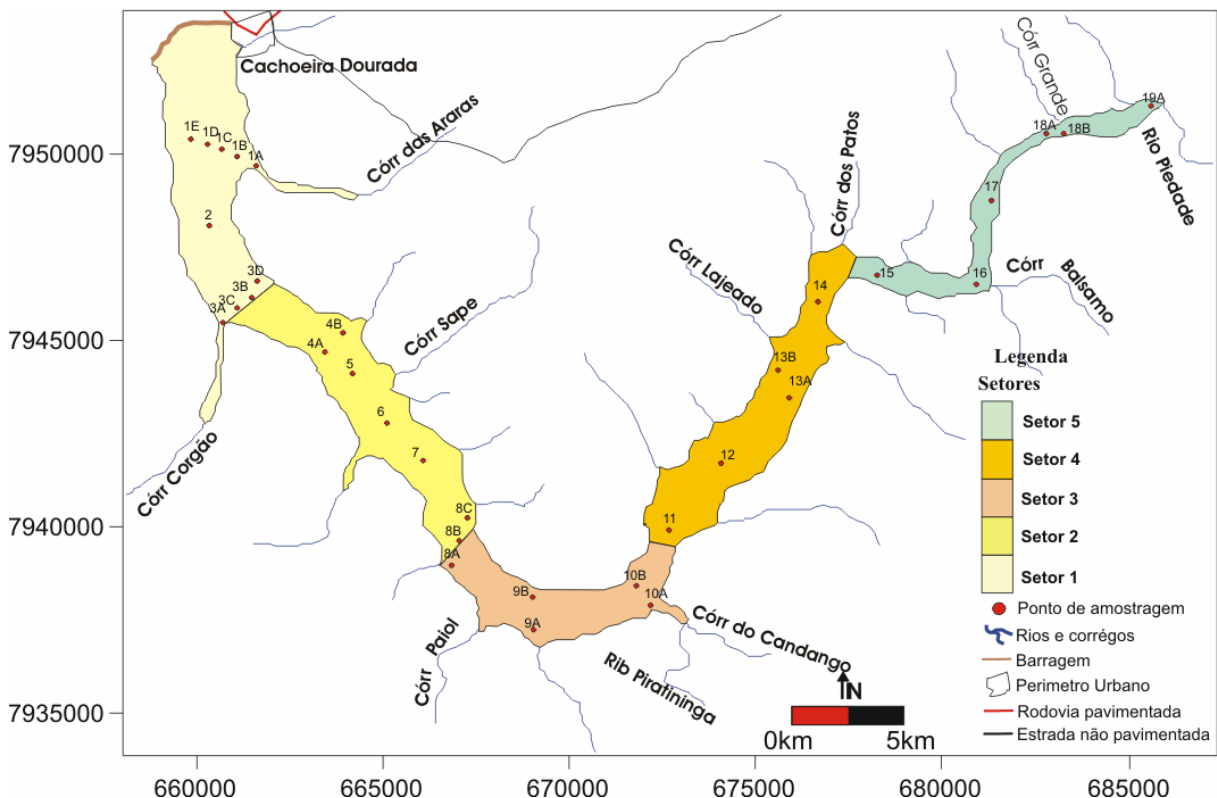 Cachoeira Dourada
Córr das Araras
Córr Grande
19A
18A
18B
Rio Piedade
1E
1D
1C
1B
1A
7950000
Córr dos Patos
17
2
Córr Lajeado
3D
3B
3C
3A
15
16
Córr Balsamo
14
4B
4A
Córr Sape
7945000
5
13B
13A
6
Legenda
Setores
Setor 5
Setor 4
Setor 3
Setor 2
Setor 1
Ponto de amostragem
Rios e corrégos
Barragem
Perimetro Urbano
Rodovia pavimentada
Estrada não pavimentada
7
12
Córr Corgão
8C
8B
8A
11
7940000
9B
9A
10B
10A
Córr Paiol
Rib Piratininga
Córr do Candango
N
7935000
0km 5km
660000 665000 670000 675000 680000 685000